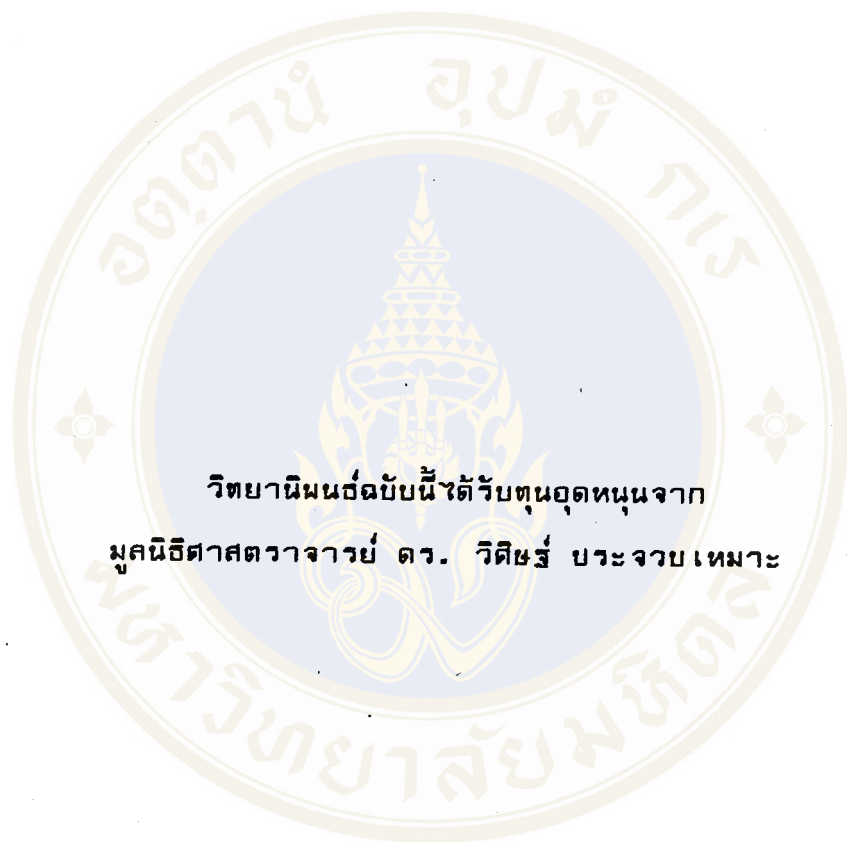 อตฺตานํ อุปมํ กเร
วิทยานิพนธ์ฉบับนี้ได้รับทุนอุดหนุนจาก
มูลนิธิศาสตราจารย์ ดร. วิศิษฐ์ ประจวบเหมาะ
มหาวิทยาลัยมหิดล